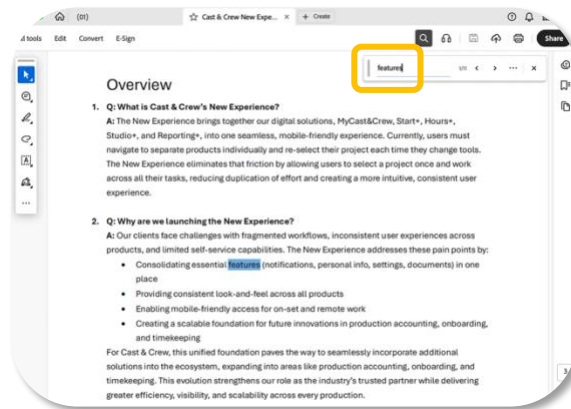 (01)
Cast & Crew New Expe... ×
+ Create
Edit Convert E-Sign
Share
features
Overview
1. Q: What is Cast & Crew's New Experience?
A: The New Experience brings together our digital solutions, MyCast&Crew, Start+, Hours+,
Studio+, and Reporting+, into one seamless, mobile-friendly experience. Currently, users must
navigate to separate products individually and re-select their project each time they change tools.
The New Experience eliminates that friction by allowing users to select a project once and work
across all their tasks, reducing duplication of effort and creating a more intuitive, consistent user
experience.
2. Q: Why are we launching the New Experience?
A: Our clients face challenges with fragmented workflows, inconsistent user experiences across
products, and limited self-service capabilities. The New Experience addresses these pain points by:
• Consolidating essential features (notifications, personal info, settings, documents) in one
place
• Providing consistent look-and-feel across all products
• Enabling mobile-friendly access for on-set and remote work
• Creating a scalable foundation for future innovations in production accounting, onboarding,
and timekeeping
For Cast & Crew, this unified foundation paves the way to seamlessly incorporate additional
solutions into the ecosystem, expanding into areas like production accounting, onboarding, and
timekeeping. This evolution strengthens our role as the industry's trusted partner while delivering
greater efficiency, visibility, and scalability across every production.